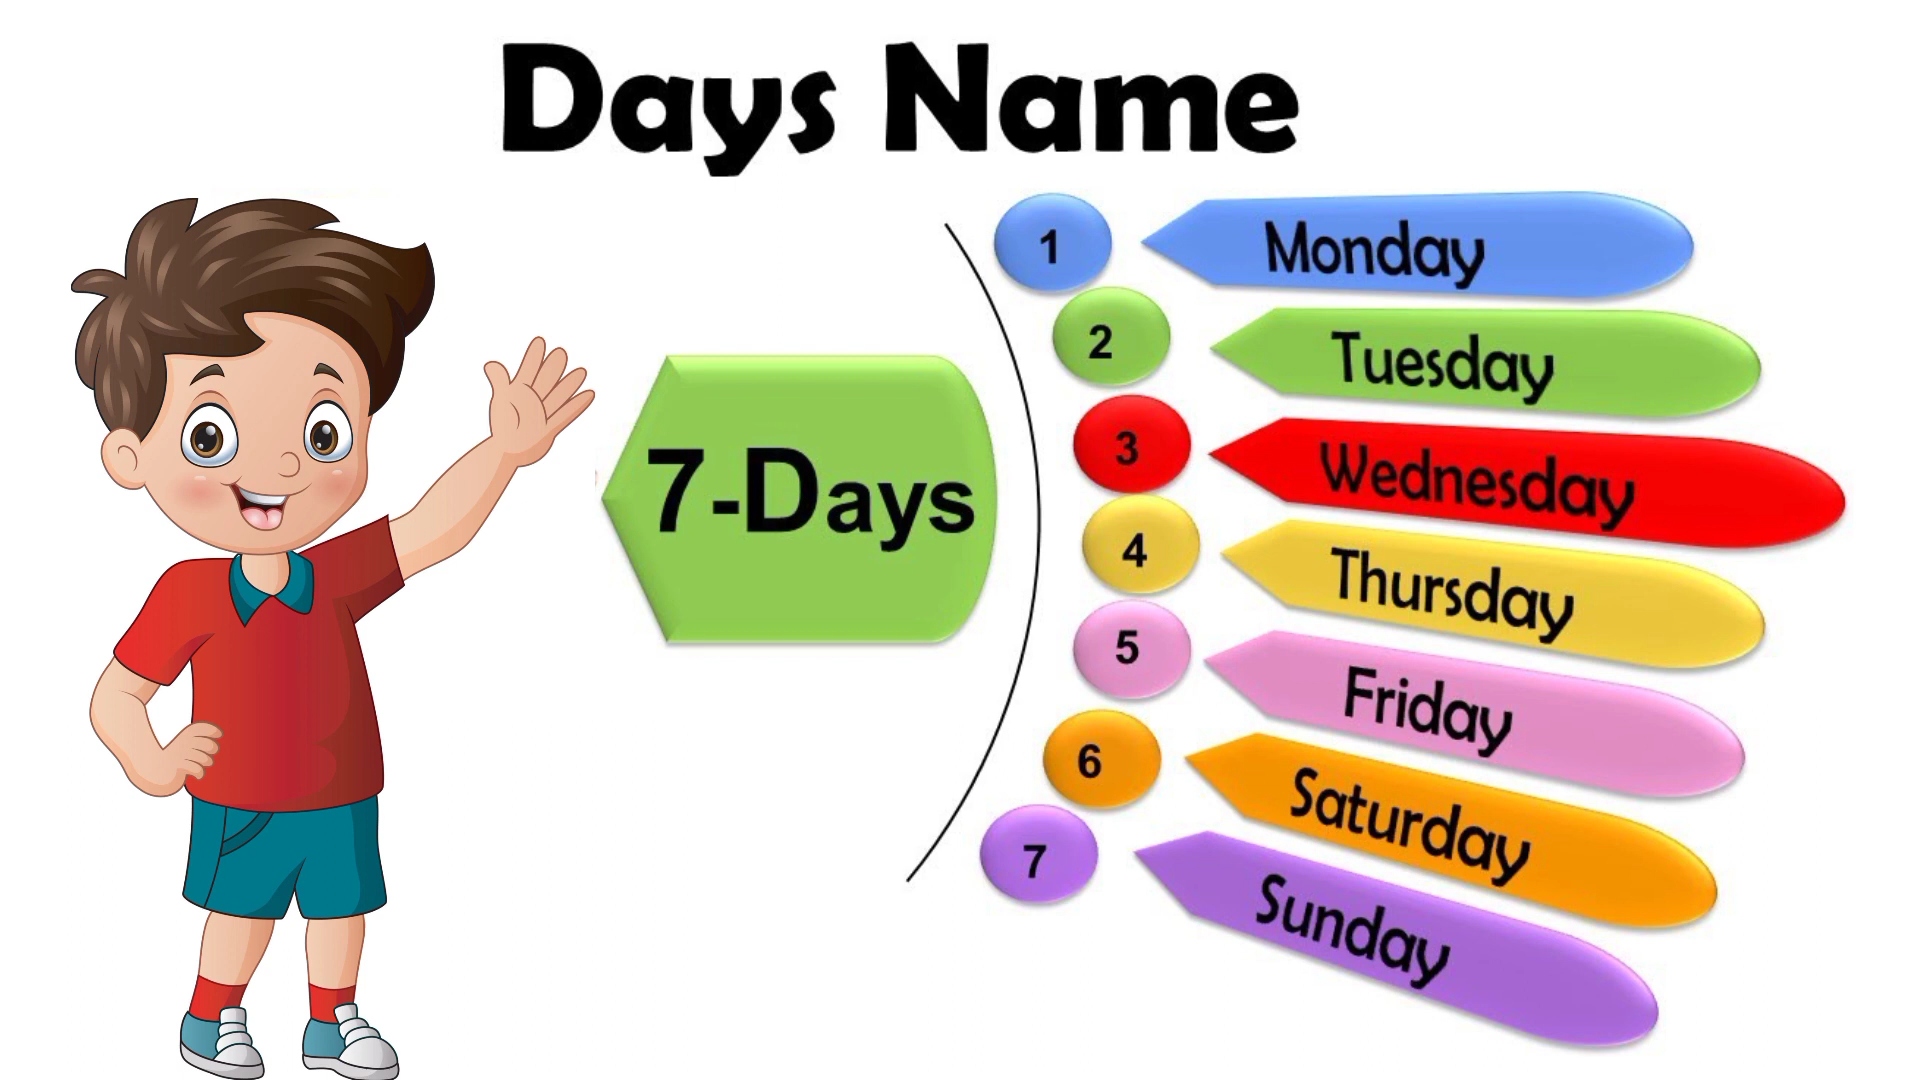 Days Name
7-Days
1 Monday
2 Tuesday
3 Wednesday
4 Thursday
5 Friday
6 Saturday
7 Sunday